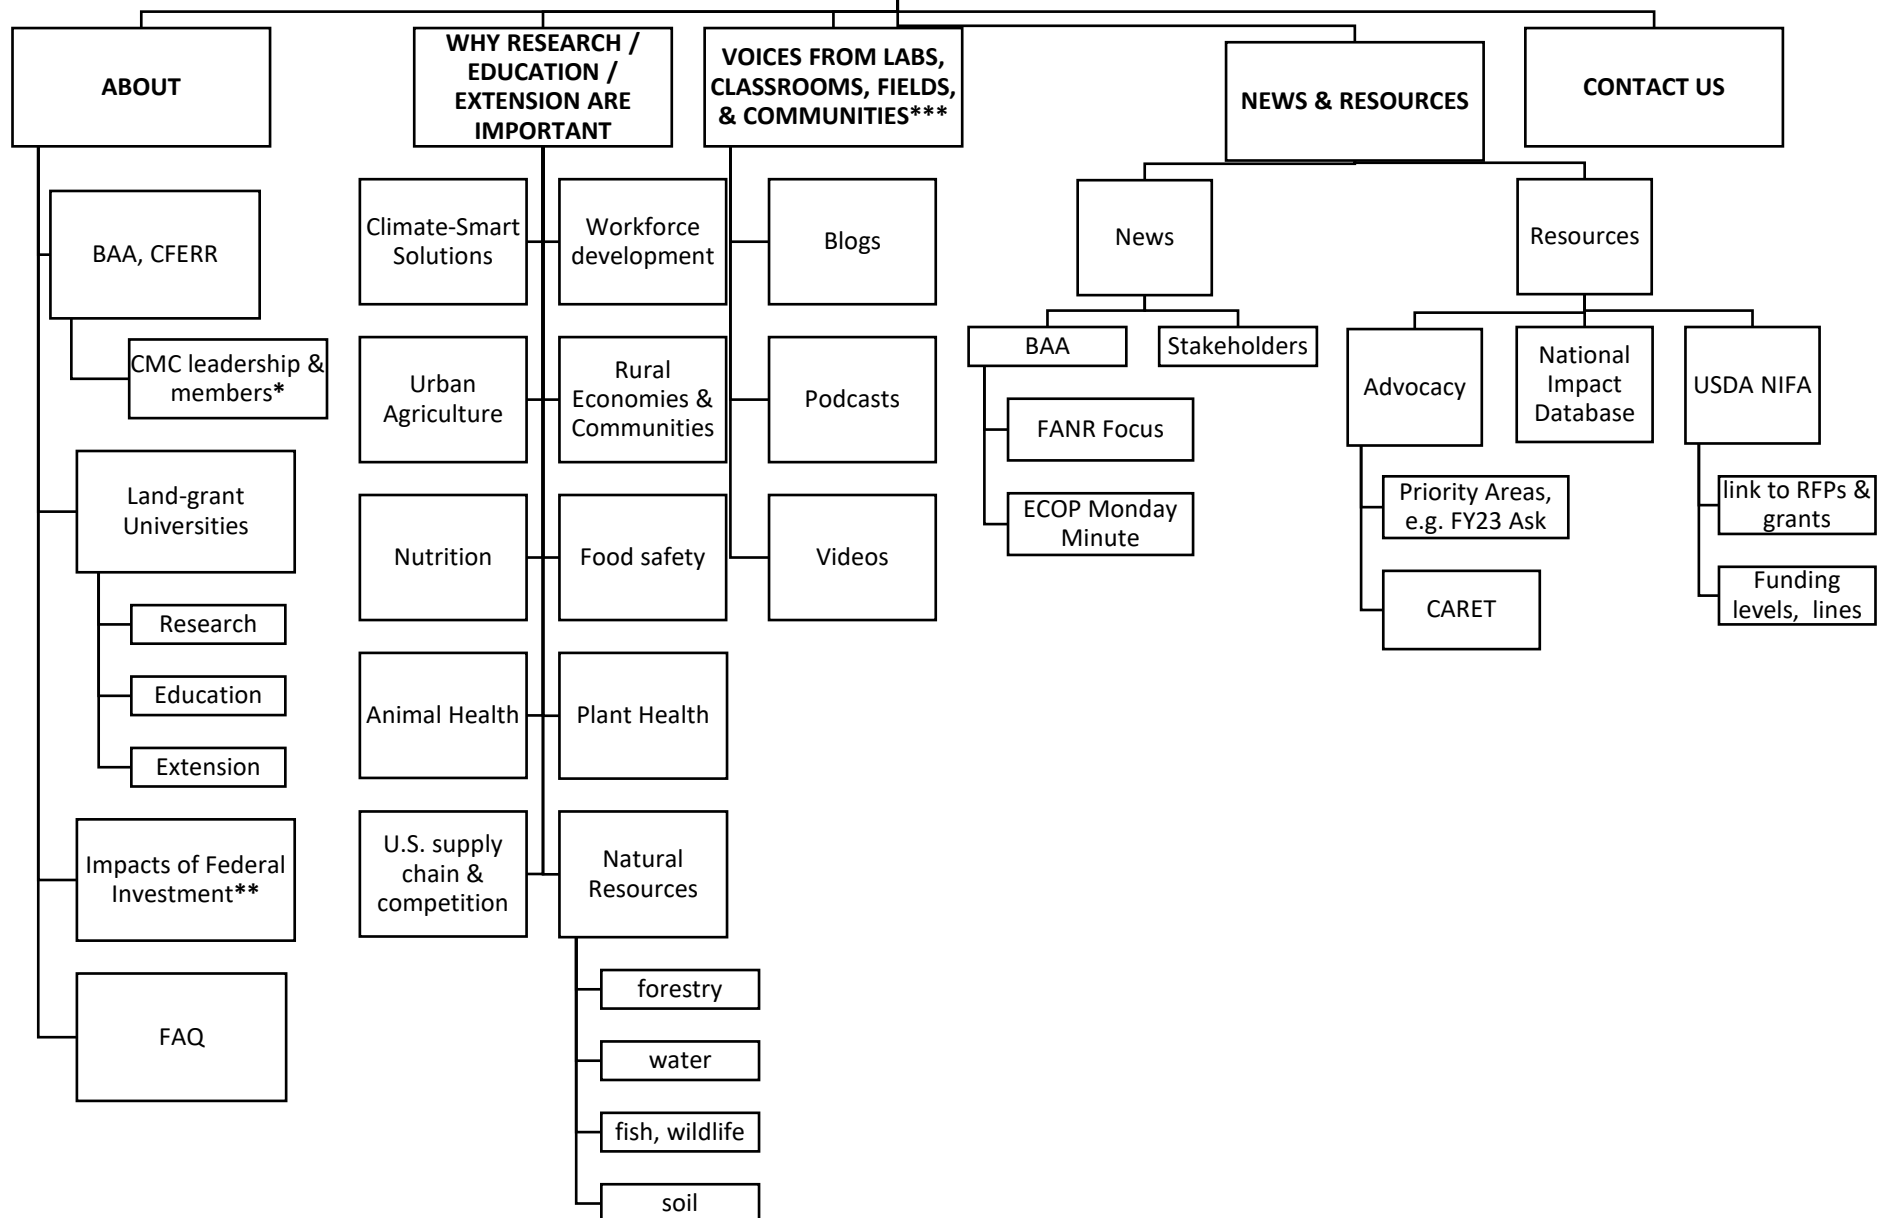 ABOUT
WHY RESEARCH /
EDUCATION /
EXTENSION ARE
IMPORTANT
VOICES FROM LABS,
CLASSROOMS, FIELDS,
& COMMUNITIES***
NEWS & RESOURCES
CONTACT US
BAA, CFERR
CMC leadership &
members*
Land-grant
Universities
Research
Education
Extension
Impacts of Federal
Investment**
FAQ
Climate-Smart
Solutions
Workforce
development
Urban
Agriculture
Rural
Economies &
Communities
Nutrition
Food safety
Animal Health
Plant Health
U.S. supply
chain &
competition
Natural
Resources
forestry
water
fish, wildlife
soil
Blogs
Podcasts
Videos
News
BAA
FANR Focus
ECOP Monday
Minute
Stakeholders
Resources
Advocacy
Priority Areas,
e.g. FY23 Ask
CARET
National
Impact
Database
USDA NIFA
link to RFPs &
grants
Funding
levels, lines